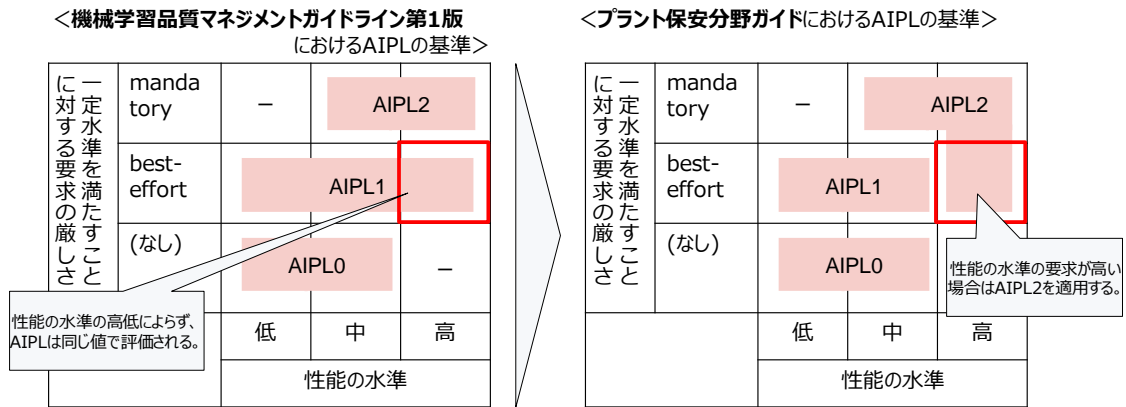 ＜機械学習品質マネジメントガイドライン第1版
におけるAIPLの基準＞
一定水準を満たすこと
に対する要求の厳しさ
manda
tory
－
AIPL2
best-
effort
AIPL1
(なし)
AIPL0
－
性能の水準の高低によらず、
AIPLは同じ値で評価される。
低
中
高
性能の水準
＜プラント保安分野ガイドにおけるAIPLの基準＞
一定水準を満たすこと
に対する要求の厳しさ
manda
tory
－
AIPL2
best-
effort
AIPL1
(なし)
AIPL0
性能の水準の要求が高い
場合はAIPL2を適用する。
低
中
高
性能の水準